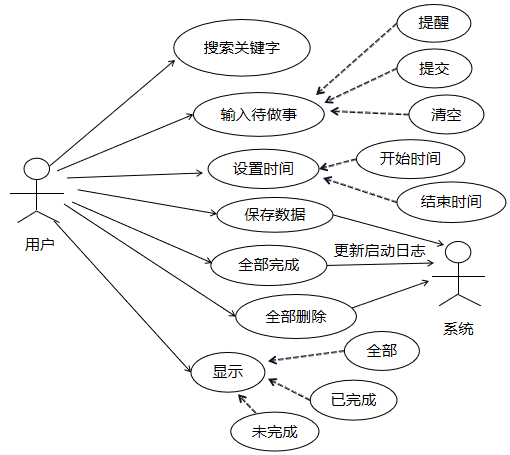 提醒
搜索关键字
提交
输入待做事
清空
开始时间
设置时间
结束时间
保存数据
用户
更新启动日志
全部完成
全部删除
系统
全部
显示
已完成
未完成